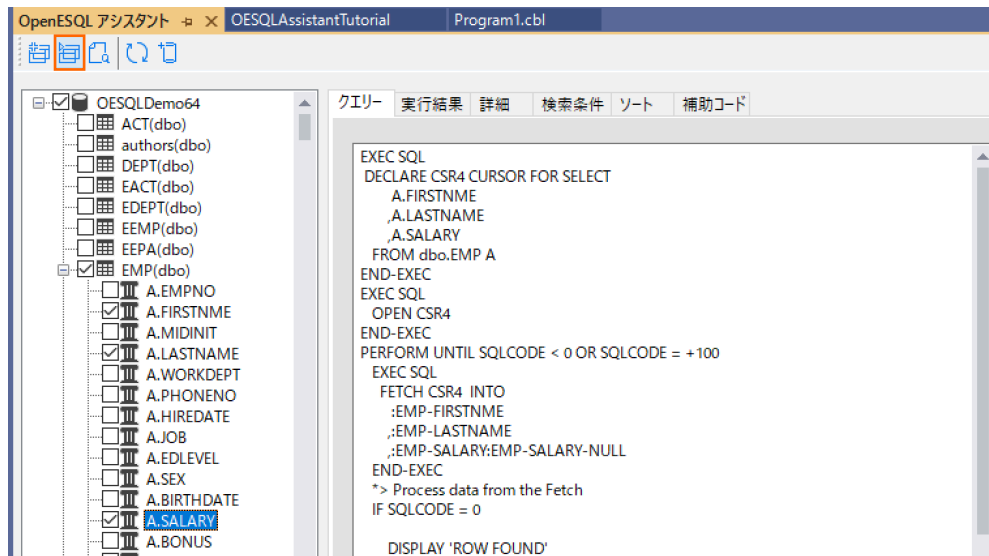 OpenESQL アシスタント OESQLAssistantTutorial Program1.cbl
OESQLDemo64
ACT(dbo)
authors(dbo)
DEPT(dbo)
EACT(dbo)
EDEPT(dbo)
EEMP(dbo)
EEPA(dbo)
EMP(dbo)
A.EMPNO
A.FIRSTNME
A.MIDINIT
A.LASTNAME
A.WORKDEPT
A.PHONENO
A.HIREDATE
A.JOB
A.EDLEVEL
A.SEX
A.BIRTHDATE
A.SALARY
A.BONUS
クエリー 実行結果 詳細 検索条件 ソート 補助コード
EXEC SQL
DECLARE CSR4 CURSOR FOR SELECT
A.FIRSTNME
,A.LASTNAME
,A.SALARY
FROM dbo.EMP A
END-EXEC
EXEC SQL
OPEN CSR4
END-EXEC
PERFORM UNTIL SQLCODE < 0 OR SQLCODE = +100
EXEC SQL
FETCH CSR4 INTO
:EMP-FIRSTNME
,:EMP-LASTNAME
,:EMP-SALARY:EMP-SALARY-NULL
END-EXEC
*> Process data from the Fetch
IF SQLCODE = 0
DISPLAY 'ROW FOUND'